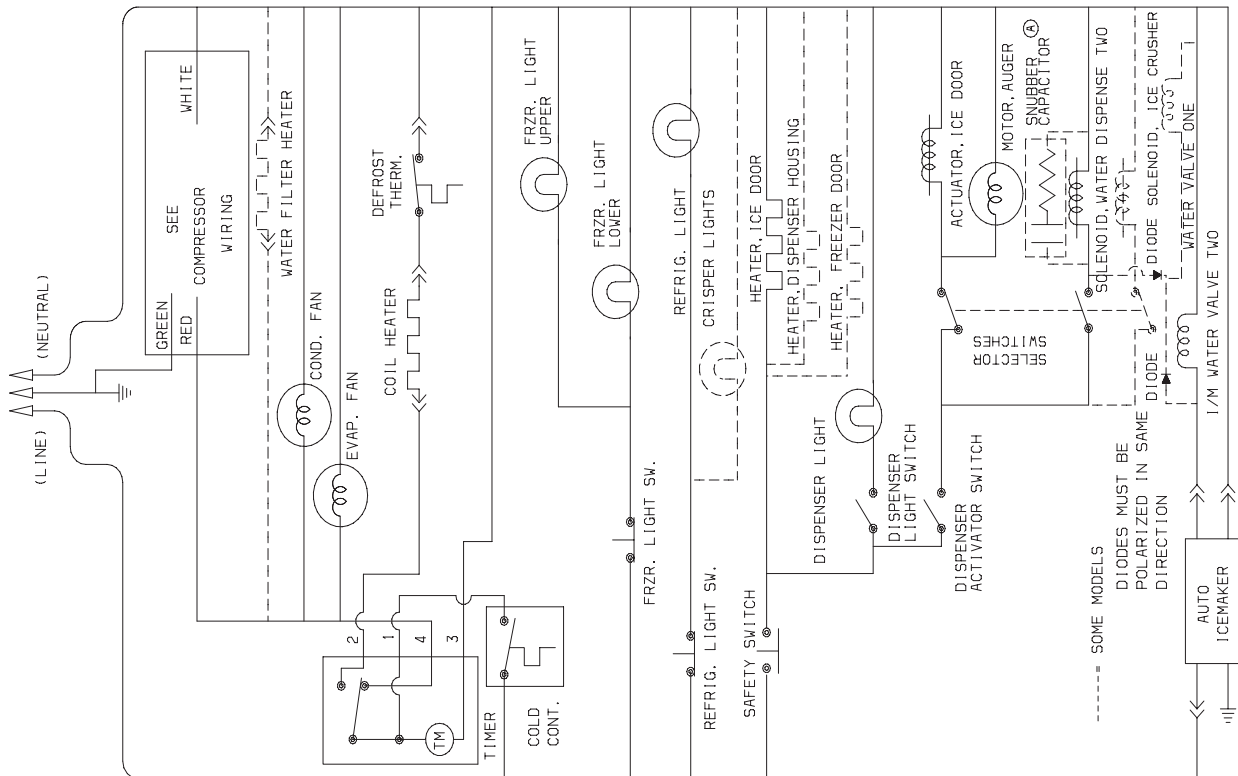 (NEUTRAL)
(LINE)
GREEN
RED
WHITE
SEE
COMPRESSOR
WIRING
WATER FILTER HEATER
COND. FAN
EVAP. FAN
COIL HEATER
DEFROST
THERM.
2
1
4
3
TM
TIMER
COLD
CONT.
FRZR. LIGHT
UPPER
FRZR. LIGHT
LOWER
FRZR. LIGHT SW.
REFRIG. LIGHT
CRISPER LIGHTS
REFRIG. LIGHT SW.
HEATER, ICE DOOR
HEATER, DISPENSER HOUSING
HEATER, FREEZER DOOR
SAFETY SWITCH
DISPENSER LIGHT
DISPENSER
LIGHT SWITCH
DISPENSER
ACTIVATOR SWITCH
ACTUATOR, ICE DOOR
MOTOR, AUGER
SNUBBER
CAPACITOR
A
SELECTOR
SWITCHES
SOLENOID, WATER DISPENSE TWO
DIODE
DIODE SOLENOID, ICE CRUSHER
WATER VALVE ONE
I/M WATER VALVE TWO
---- = SOME MODELS
DIODES MUST BE
POLARIZED IN SAME
DIRECTION
AUTO
ICEMAKER